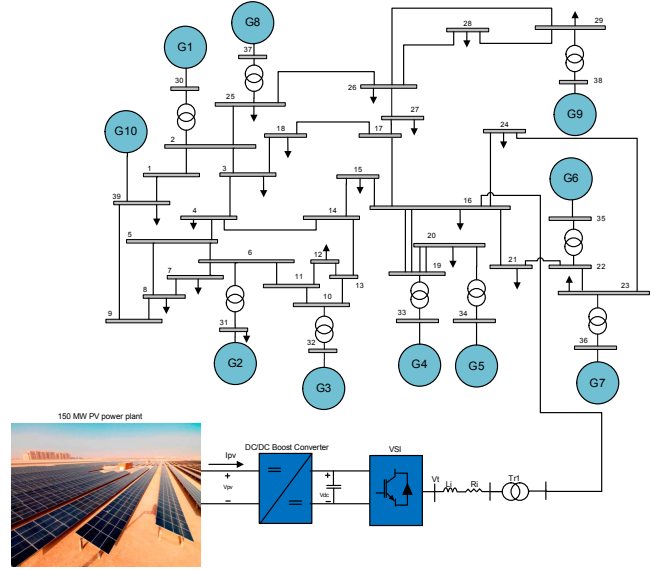 G8
29
G1
28
37
30
25
26
38
27
G9
24
18
17
G10
2
G6
15
1
3
39
35
14
16
4
5
20
6
12
21
22
7
11
19
13
23
8
10
9
31
33
34
32
36
G2
G4
G5
G3
G7
150 MW PV power plant
DC/DC Boost Converter
VSI
Ipv
Vpv
Vdc
Vt
Li
Ri
Tr1
+
−
+
−